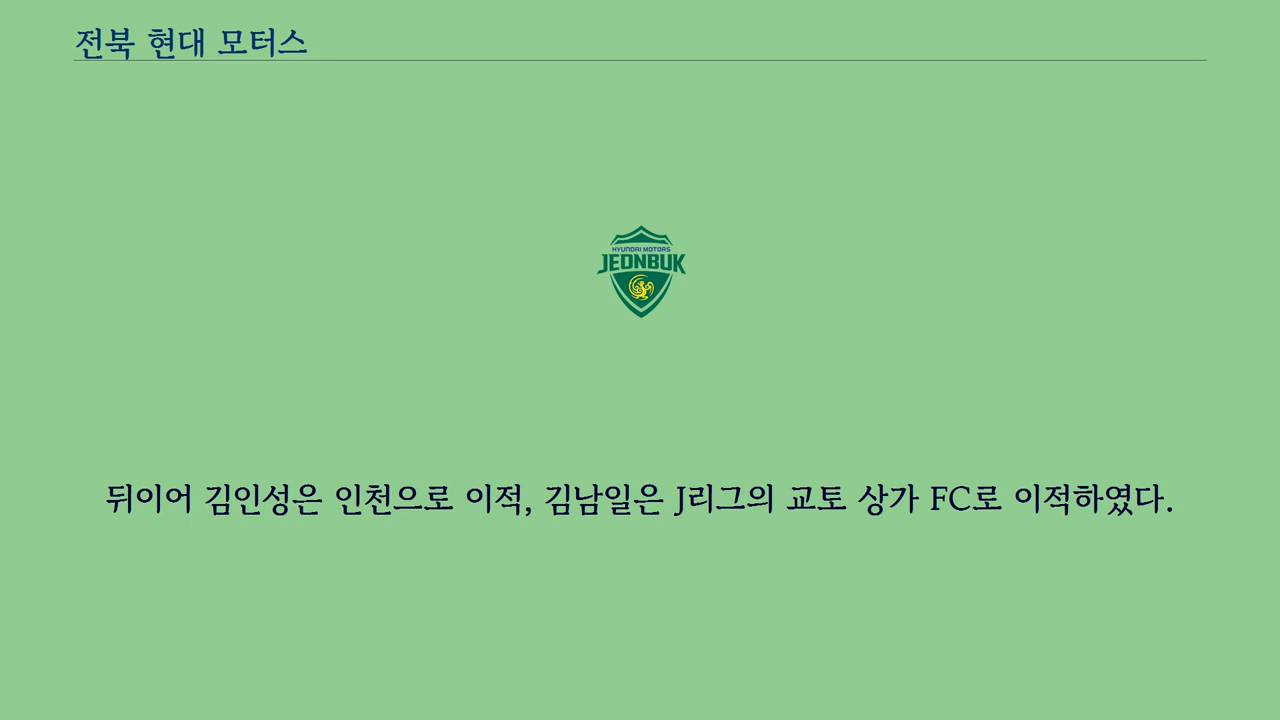 전북 현대 모터스
HYUNDAI MOTORS
JEONBUK
뒤이어 김인성은 인천으로 이적, 김남일은 J리그의 교토 상가 FC로 이적하였다.